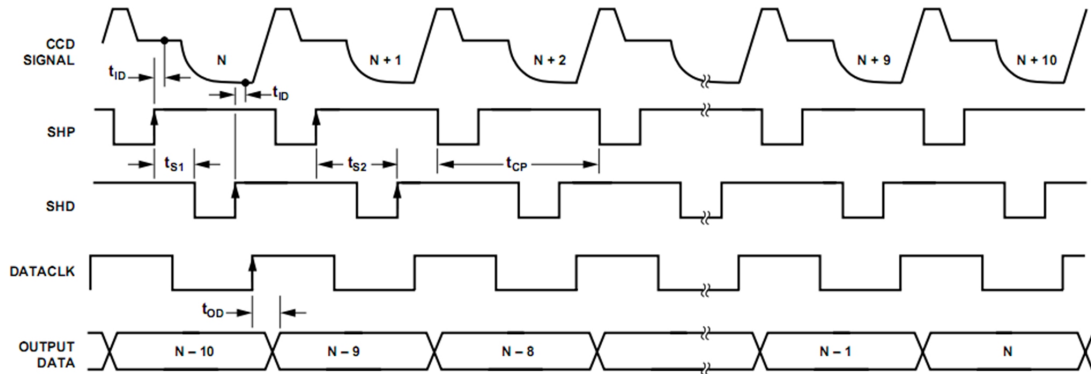 CCD
SIGNAL
N
N + 1
N + 2
N + 9
N + 10
tID
tID
SHP
tS1
tS2
tCP
SHD
DATACLK
tOD
OUTPUT
DATA
N – 10
N – 9
N – 8
N – 1
N